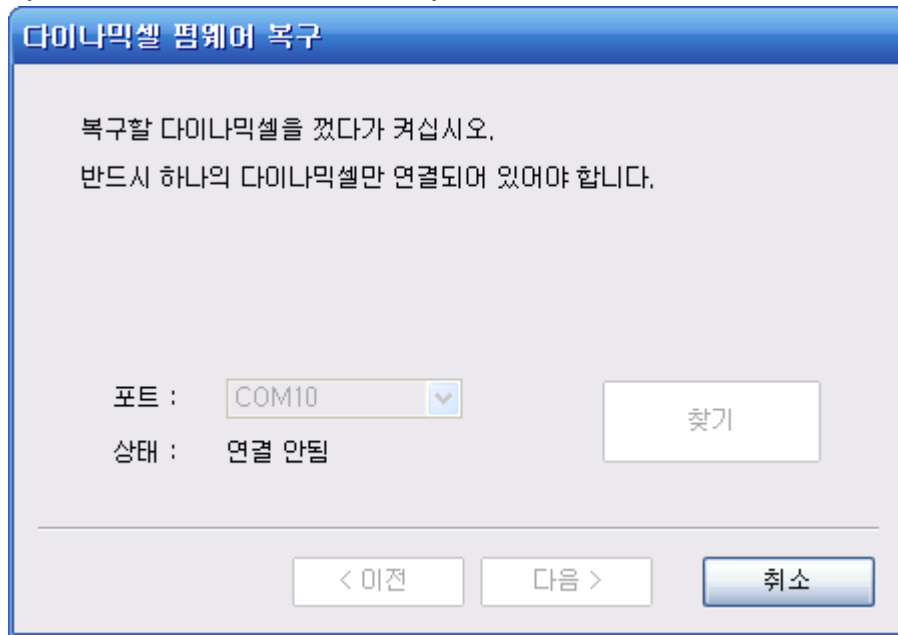 다이나믹셀 펌웨어 복구
복구할 다이나믹셀을 껐다가 켜십시오.
반드시 하나의 다이나믹셀만 연결되어 있어야 합니다.
포트 : COM10
찾기
상태 : 연결 안됨
< 이전 다음 > 취소